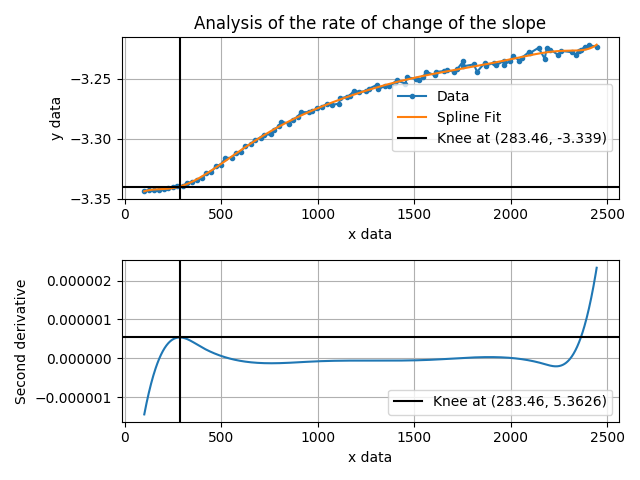 Analysis of the rate of change of the slope
y data
−3.25
−3.30
−3.35
Data
Spline Fit
Knee at (283.46, -3.339)
0 500 1000 1500 2000 2500
x data
Second derivative
0.000002
0.000001
0.000000
−0.000001
Knee at (283.46, 5.3626)
0 500 1000 1500 2000 2500
x data